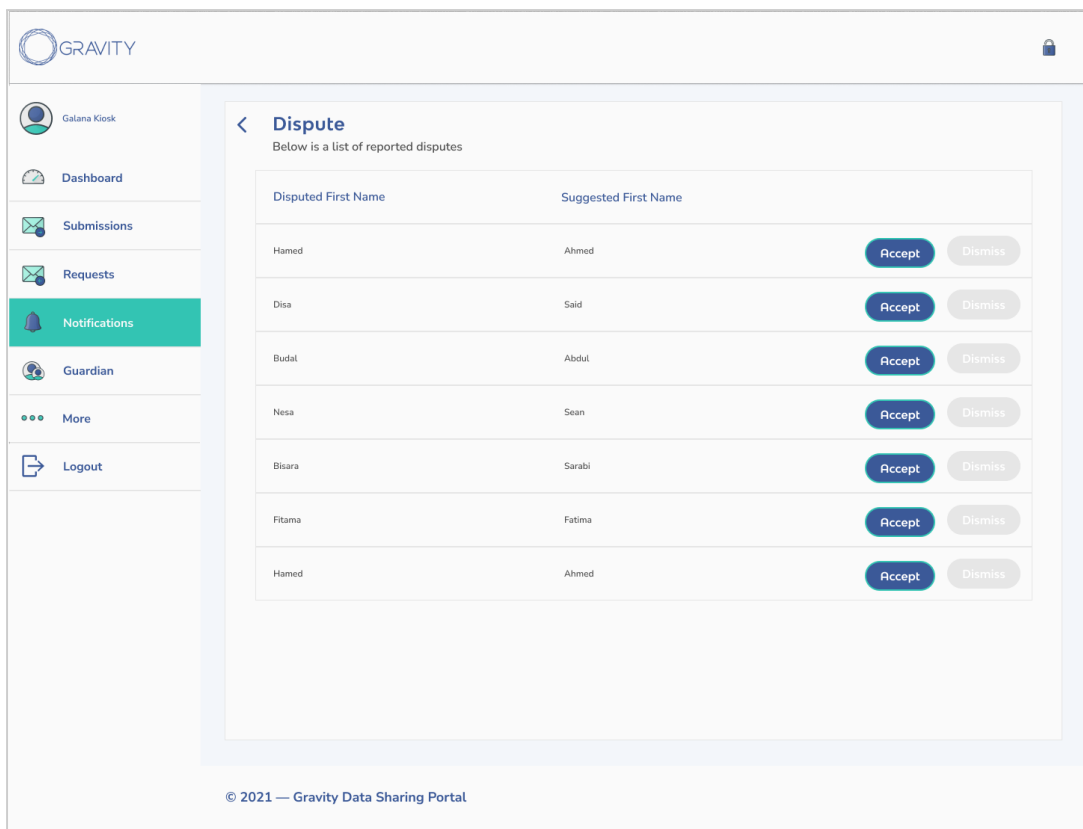 GRAVITY
Galana Kiosk
Dashboard
Submissions
Requests
Notifications
Guardian
More
Logout
Dispute
Below is a list of reported disputes
Disputed First Name Suggested First Name
Hamed Ahmed Accept Dismiss
Disa Said Accept Dismiss
Budal Abdul Accept Dismiss
Nesa Sean Accept Dismiss
Bisara Sarabi Accept Dismiss
Fitama Fatima Accept Dismiss
Hamed Ahmed Accept Dismiss
© 2021 — Gravity Data Sharing Portal